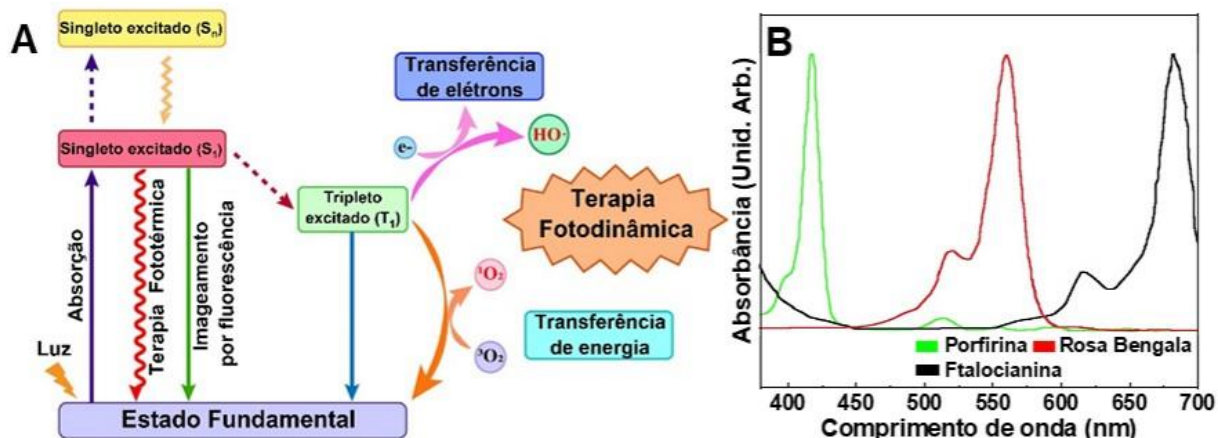 A
Singleto excitado (Sn)
Singleto excitado (S1)
Absorção
Terapia Fototérmica
Imageamento
por fluorescência
Luz
Tripleto
excitado (T1)
Transferência
de elétrons
e-
HO·
Terapia
Fotodinâmica
¹O₂
³O₂
Transferência
de energia
Estado Fundamental
B
Absorbância (Unid. Arb.)
Porfirina Rosa Bengala
Ftalocianina
400 450 500 550 600 650 700
Comprimento de onda (nm)